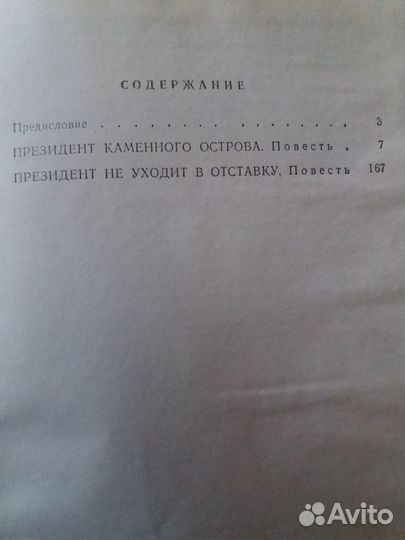 СОДЕРЖАНИЕ
Предисловие . . . . . . . . . . . . . 3
ПРЕЗИДЕНТ КАМЕННОГО ОСТРОВА. Повесть . 7
ПРЕЗИДЕНТ НЕ УХОДИТ В ОТСТАВКУ. Повесть 167
Avito